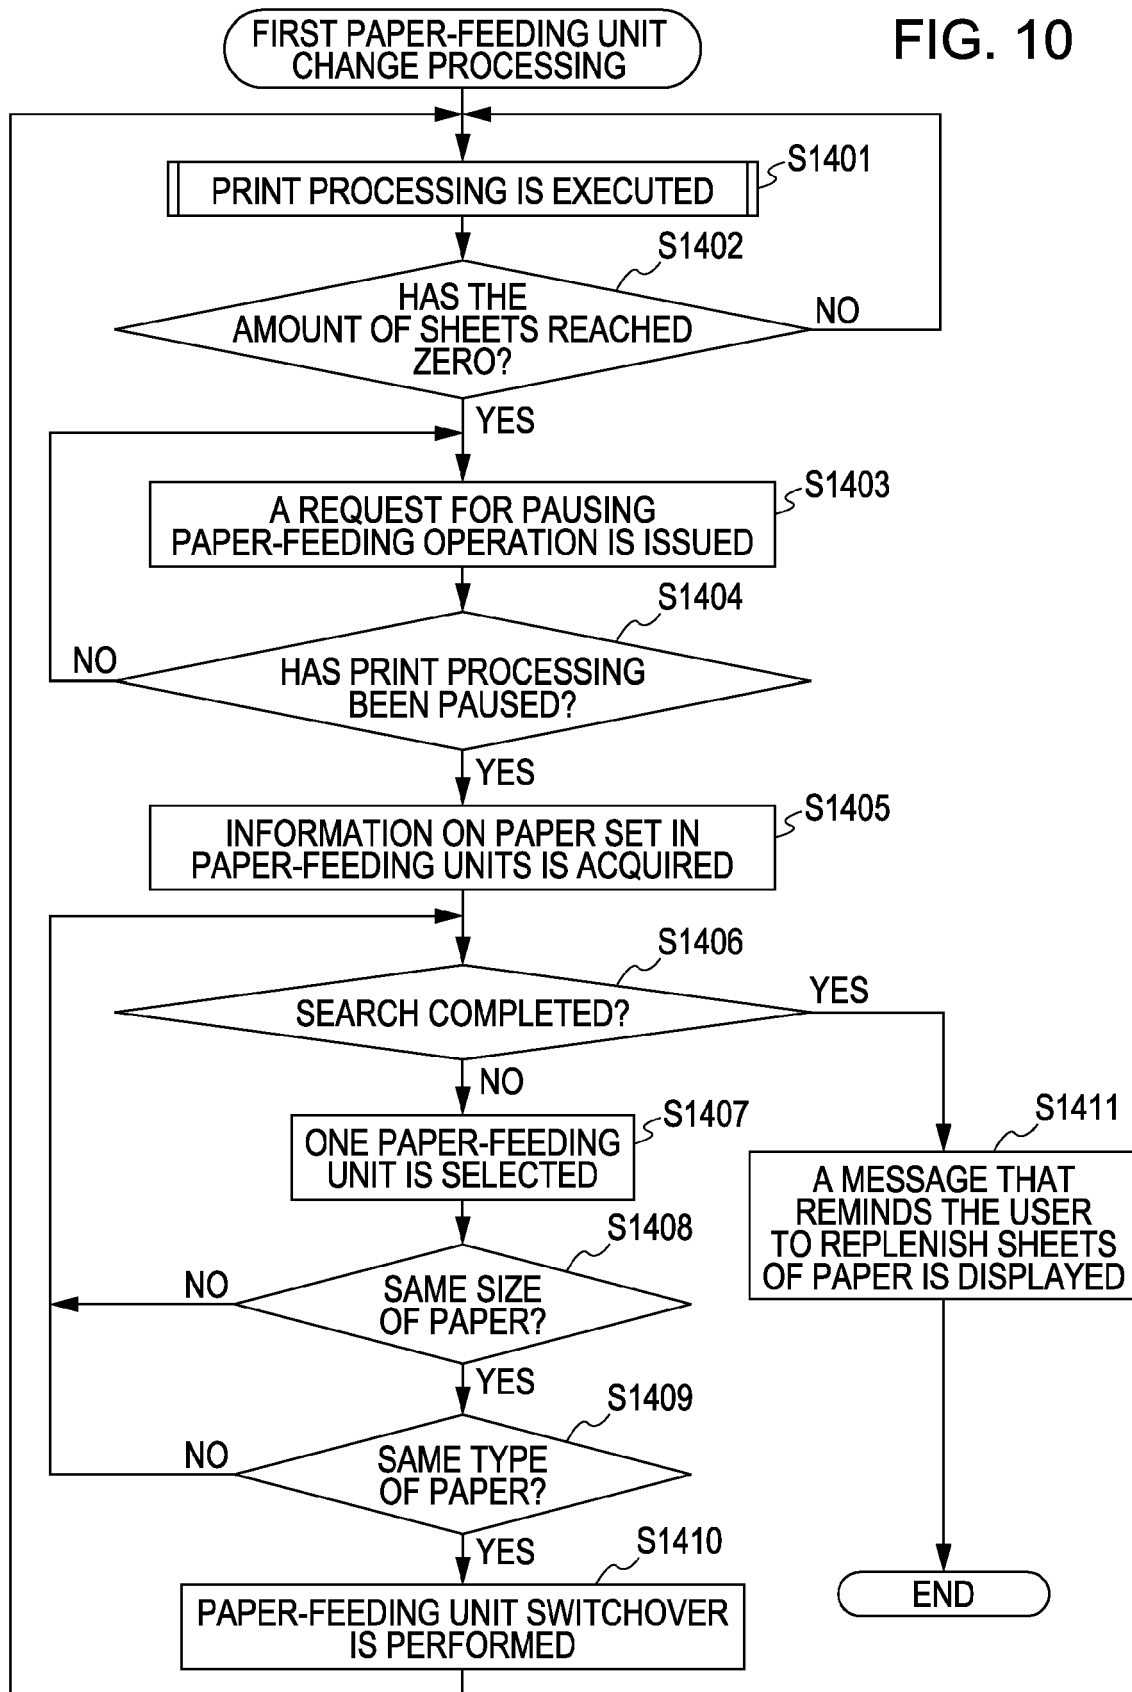 FIRST PAPER-FEEDING UNIT
CHANGE PROCESSING
FIG. 10
S1401
PRINT PROCESSING IS EXECUTED
S1402
HAS THE
AMOUNT OF SHEETS REACHED
ZERO?
NO
YES
S1403
A REQUEST FOR PAUSING
PAPER-FEEDING OPERATION IS ISSUED
S1404
NO
HAS PRINT PROCESSING
BEEN PAUSED?
YES
S1405
INFORMATION ON PAPER SET IN
PAPER-FEEDING UNITS IS ACQUIRED
S1406
YES
SEARCH COMPLETED?
NO
S1407
ONE PAPER-FEEDING
UNIT IS SELECTED
S1411
A MESSAGE THAT
REMINDS THE USER
TO REPLENISH SHEETS
OF PAPER IS DISPLAYED
S1408
NO
SAME SIZE
OF PAPER?
YES
S1409
NO
SAME TYPE
OF PAPER?
YES
S1410
PAPER-FEEDING UNIT SWITCHOVER
IS PERFORMED
END